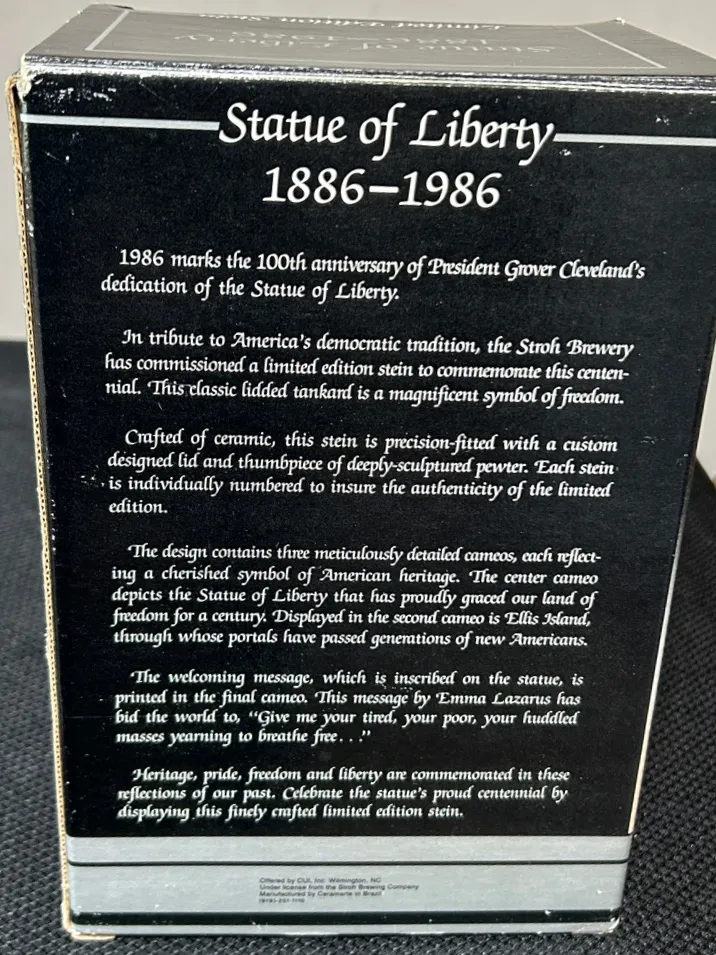 Limited Edition Stein
1886-1986
Statue of Liberty
Statue of Liberty
1886–1986
1986 marks the 100th anniversary of President Grover Cleveland's
dedication of the Statue of Liberty.
In tribute to America's democratic tradition, the Stroh Brewery
has commissioned a limited edition stein to commemorate this centen-
nial. This classic lidded tankard is a magnificent symbol of freedom.
Crafted of ceramic, this stein is precision-fitted with a custom
designed lid and thumbpiece of deeply-sculptured pewter. Each stein
is individually numbered to insure the authenticity of the limited
edition.
The design contains three meticulously detailed cameos, each reflect-
ing a cherished symbol of American heritage. The center cameo
depicts the Statue of Liberty that has proudly graced our land of
freedom for a century. Displayed in the second cameo is Ellis Island,
through whose portals have passed generations of new Americans.
The welcoming message, which is inscribed on the statue, is
printed in the final cameo. This message by Emma Lazarus has
bid the world to, "Give me your tired, your poor, your huddled
masses yearning to breathe free. . ."
Heritage, pride, freedom and liberty are commemorated in these
reflections of our past. Celebrate the statue's proud centennial by
displaying this finely crafted limited edition stein.
Offered by CUI, Inc. Wilmington, NC
Under license from the Stroh Brewing Company
Manufactured by Ceramarte in Brazil